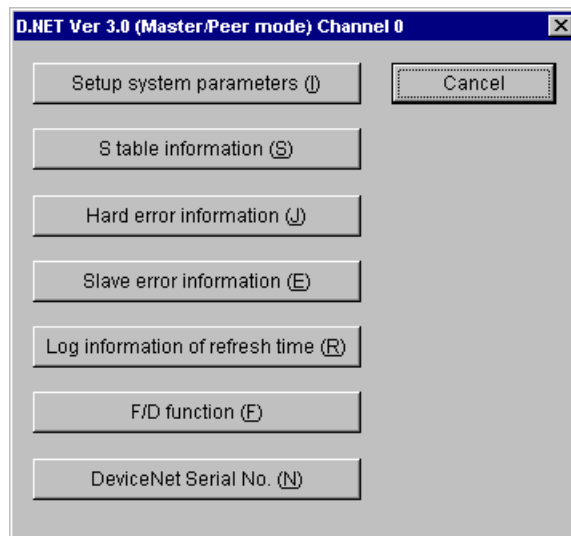 D.NET Ver 3.0 (Master/Peer mode) Channel 0
Setup system parameters (I)
Cancel
S table information (S)
Hard error information (J)
Slave error information (E)
Log information of refresh time (R)
F/D function (F)
DeviceNet Serial No. (N)